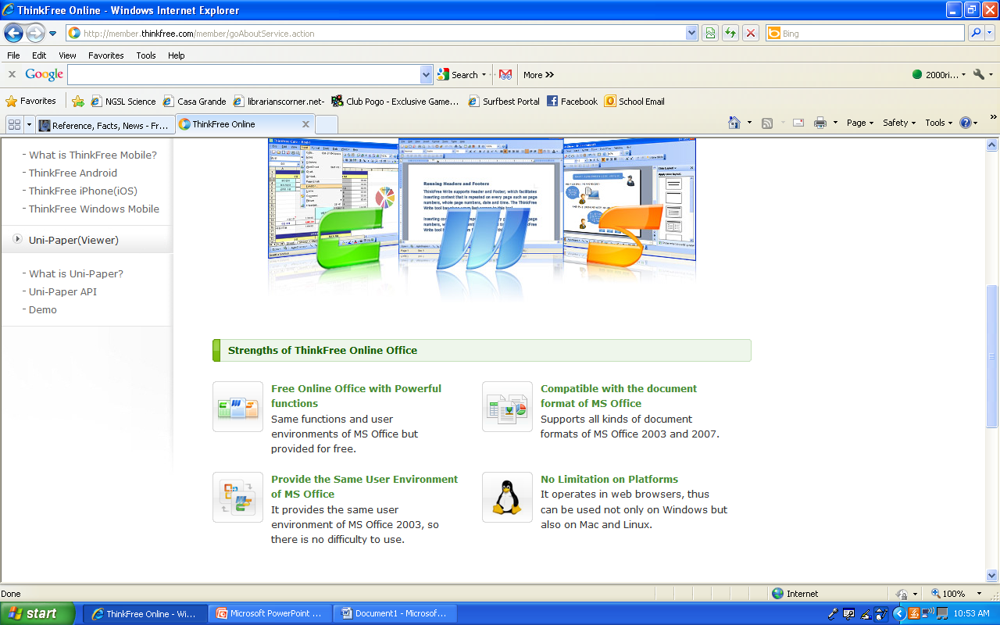 ThinkFree Online - Windows Internet Explorer
http://member.thinkfree.com/member/goAboutService.action
Bing
File Edit View Favorites Tools Help
x Google Search More >> 2000ri...
Favorites NGSL Science Casa Grande librarianscorner.net- Club Pogo - Exclusive Game... Surfbest Portal Facebook School Email
Reference, Facts, News - Fr... ThinkFree Online Page Safety Tools
- What is ThinkFree Mobile?
- ThinkFree Android
- ThinkFree iPhone(iOS)
- ThinkFree Windows Mobile
Uni-Paper(Viewer)
- What is Uni-Paper?
- Uni-Paper API
- Demo
Running Headers and Footers
ThinkFree Write supports Header and Footer, which facilitates
inserting content that is repeated on every page such as page
numbers, whole page numbers, date and time. The ThinkFree
Strengths of ThinkFree Online Office
Free Online Office with Powerful
functions
Same functions and user
environments of MS Office but
provided for free.
Compatible with the document
format of MS Office
Supports all kinds of document
formats of MS Office 2003 and 2007.
Provide the Same User Environment
of MS Office
It provides the same user
environment of MS Office 2003, so
there is no difficulty to use.
No Limitation on Platforms
It operates in web browsers, thus
can be used not only on Windows but
also on Mac and Linux.
Done Internet 100%
start ThinkFree Online - Wi... Microsoft PowerPoint ... Document1 - Microsof... 10:53 AM